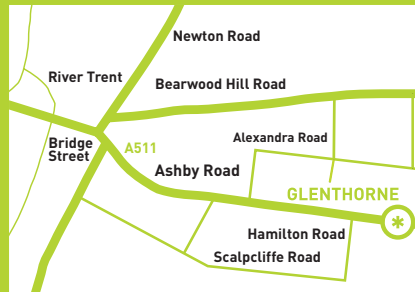 Newton Road
River Trent
Bearwood Hill Road
Alexandra Road
Bridge
Street
A511
Ashby Road
GLENTHORNE
*
Hamilton Road
Scalpcliffe Road